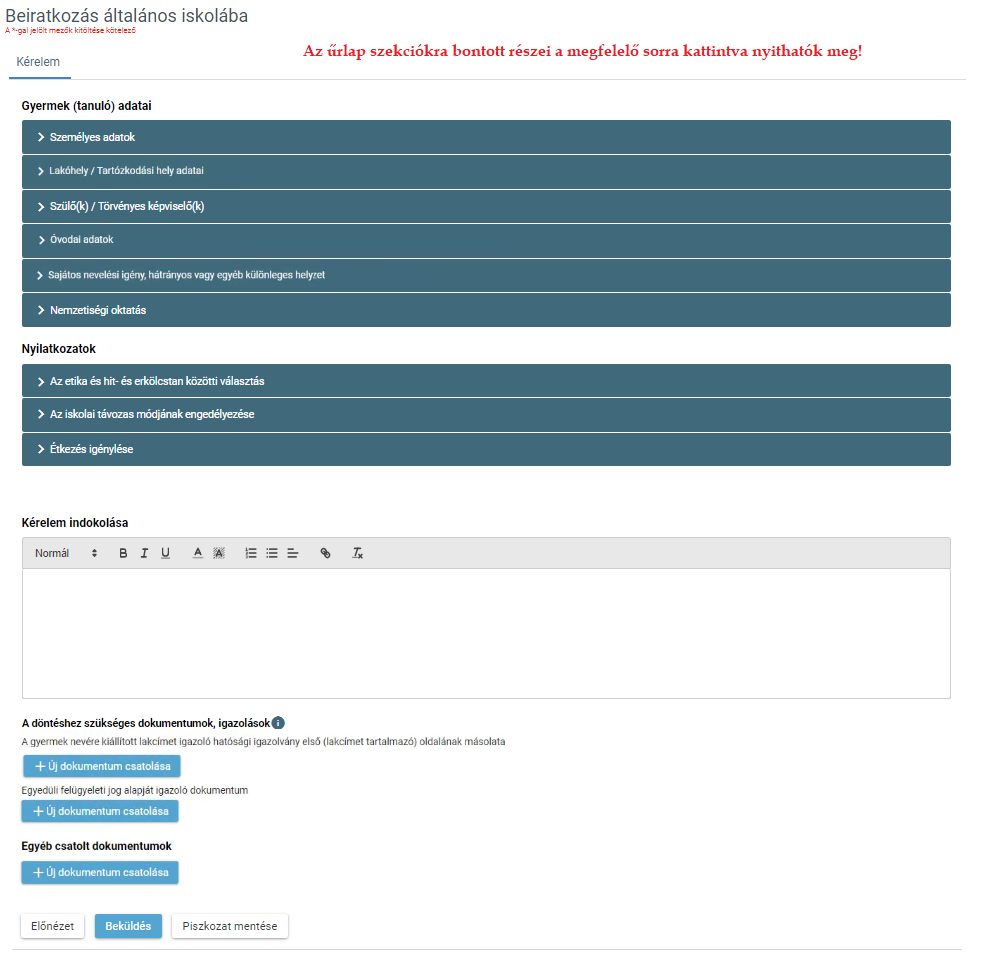 Beiratkozás általános iskolába
A *-gal jelölt mezők kitöltése kötelező
Az űrlap szekciókra bontott részei a megfelelő sorra kattintva nyithatók meg!
Kérelem
Gyermek (tanuló) adatai
Személyes adatok
Lakóhely / Tartózkodási hely adatai
Szülő(k) / Törvényes képviselő(k)
Óvodai adatok
Sajátos nevelési igény, hátrányos vagy egyéb különleges helyzet
Nemzetiségi oktatás
Nyilatkozatok
Az etika és hit- és erkölcstan közötti választás
Az iskolai távozas módjának engedélyezése
Étkezés igénylése
Kérelem indokolása
Normál
A döntéshez szükséges dokumentumok, igazolások
A gyermek nevére kiállított lakcímet igazoló hatósági igazolvány első (lakcímet tartalmazó) oldalának másolata
Új dokumentum csatolása
Egyedüli felügyeleti jog alapját igazoló dokumentum
Új dokumentum csatolása
Egyéb csatolt dokumentumok
Új dokumentum csatolása
Előnézet Beküldés Piszkozat mentése